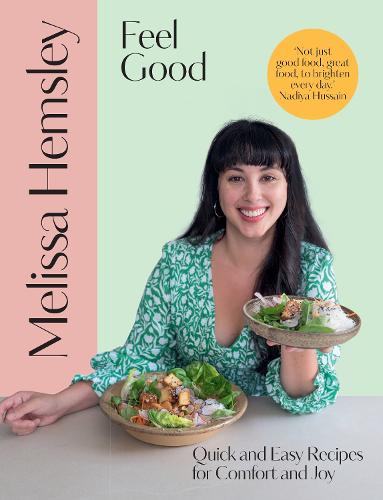 Melissa Hemsley
Feel
Good
‘Not just
good food, great
food, to brighten
every day.’
Nadiya Hussain
Quick and Easy Recipes
for Comfort and Joy